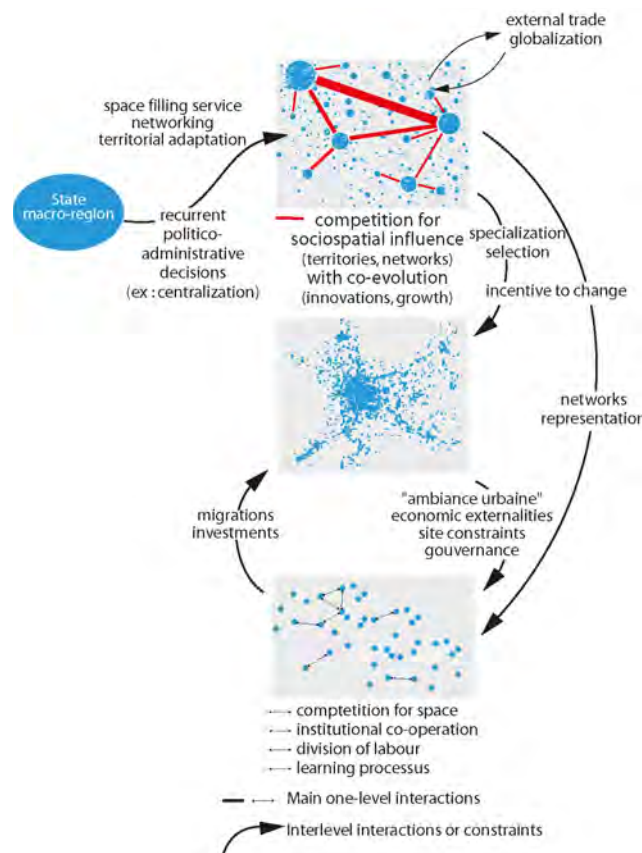 external trade
globalization
space filling service
networking
territorial adaptation
State
macro-region
recurrent
politico-
administrative
decisions
(ex : centralization)
competition for
sociospatial influence
(territories, networks)
with co-evolution
(innovations, growth)
specialization
selection
incentive to change
networks
representation
migrations
investments
"ambiance urbaine"
economic externalities
site constraints
gouvernance
comptetition for space
institutional co-operation
division of labour
learning processus
Main one-level interactions
Interlevel interactions or constraints